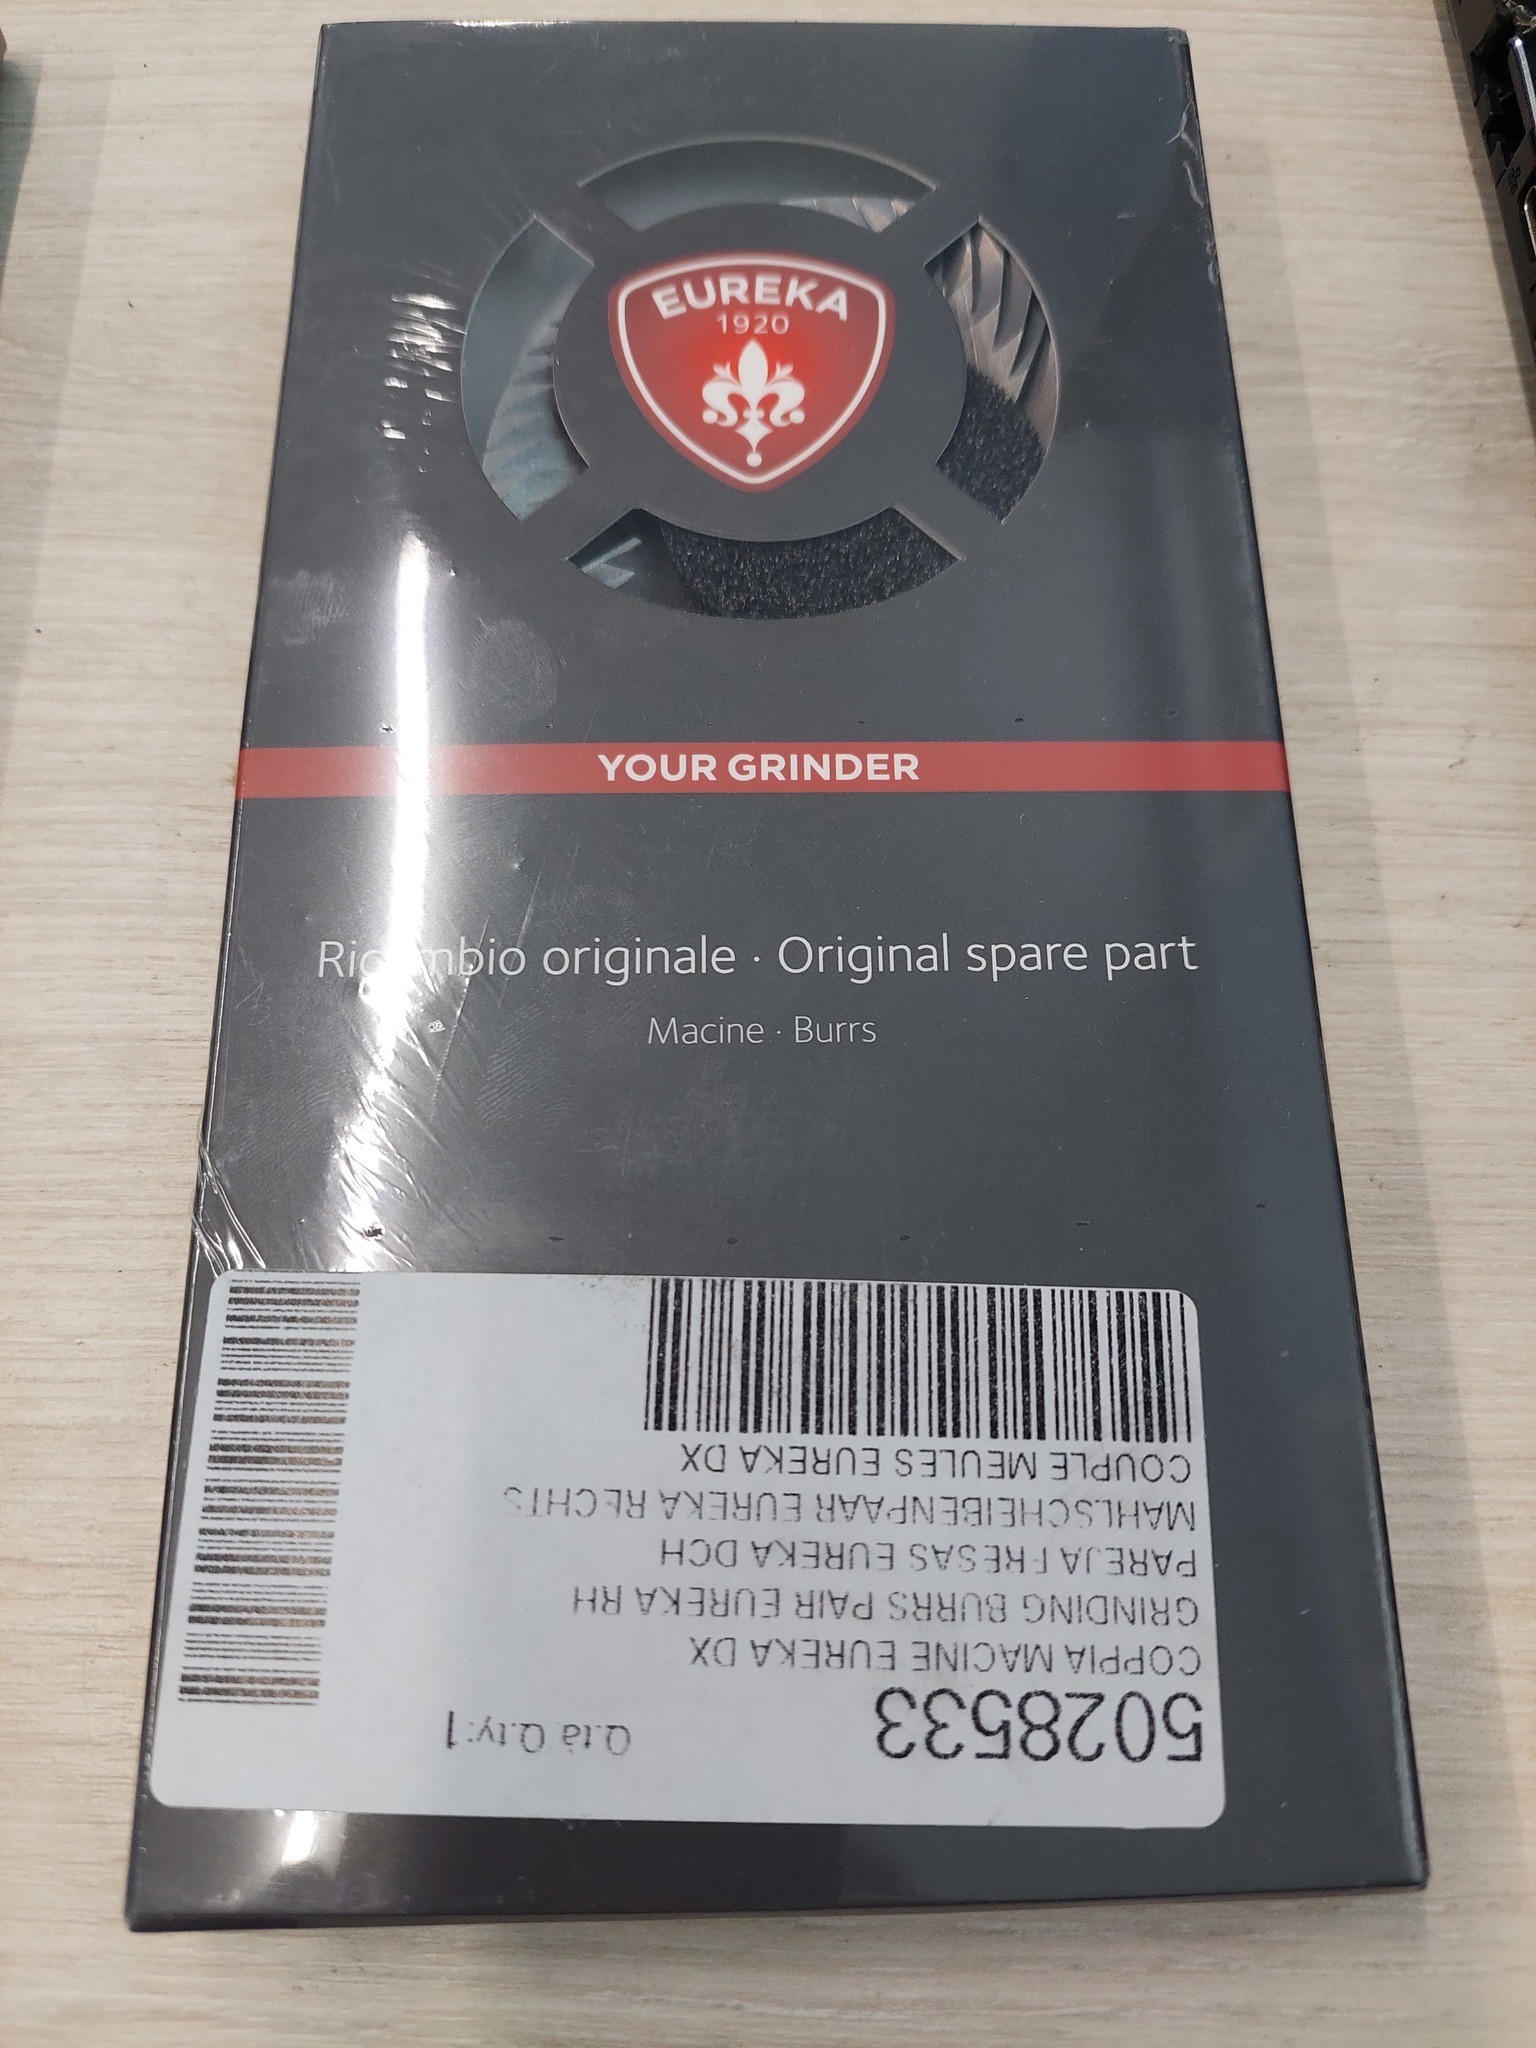 EUREKA
1920
YOUR GRINDER
Ricambio originale · Original spare part
Macine · Burrs
5028533
Q.tà Q.ty:1
COPPIA MACINE EUREKA DX
GRINDING BURRS PAIR EUREKA RH
PAREJA FRESAS EUREKA DCH
MAHLSCHEIBENPAAR EUREKA RECHTS
COUPLE MEULES EUREKA DX